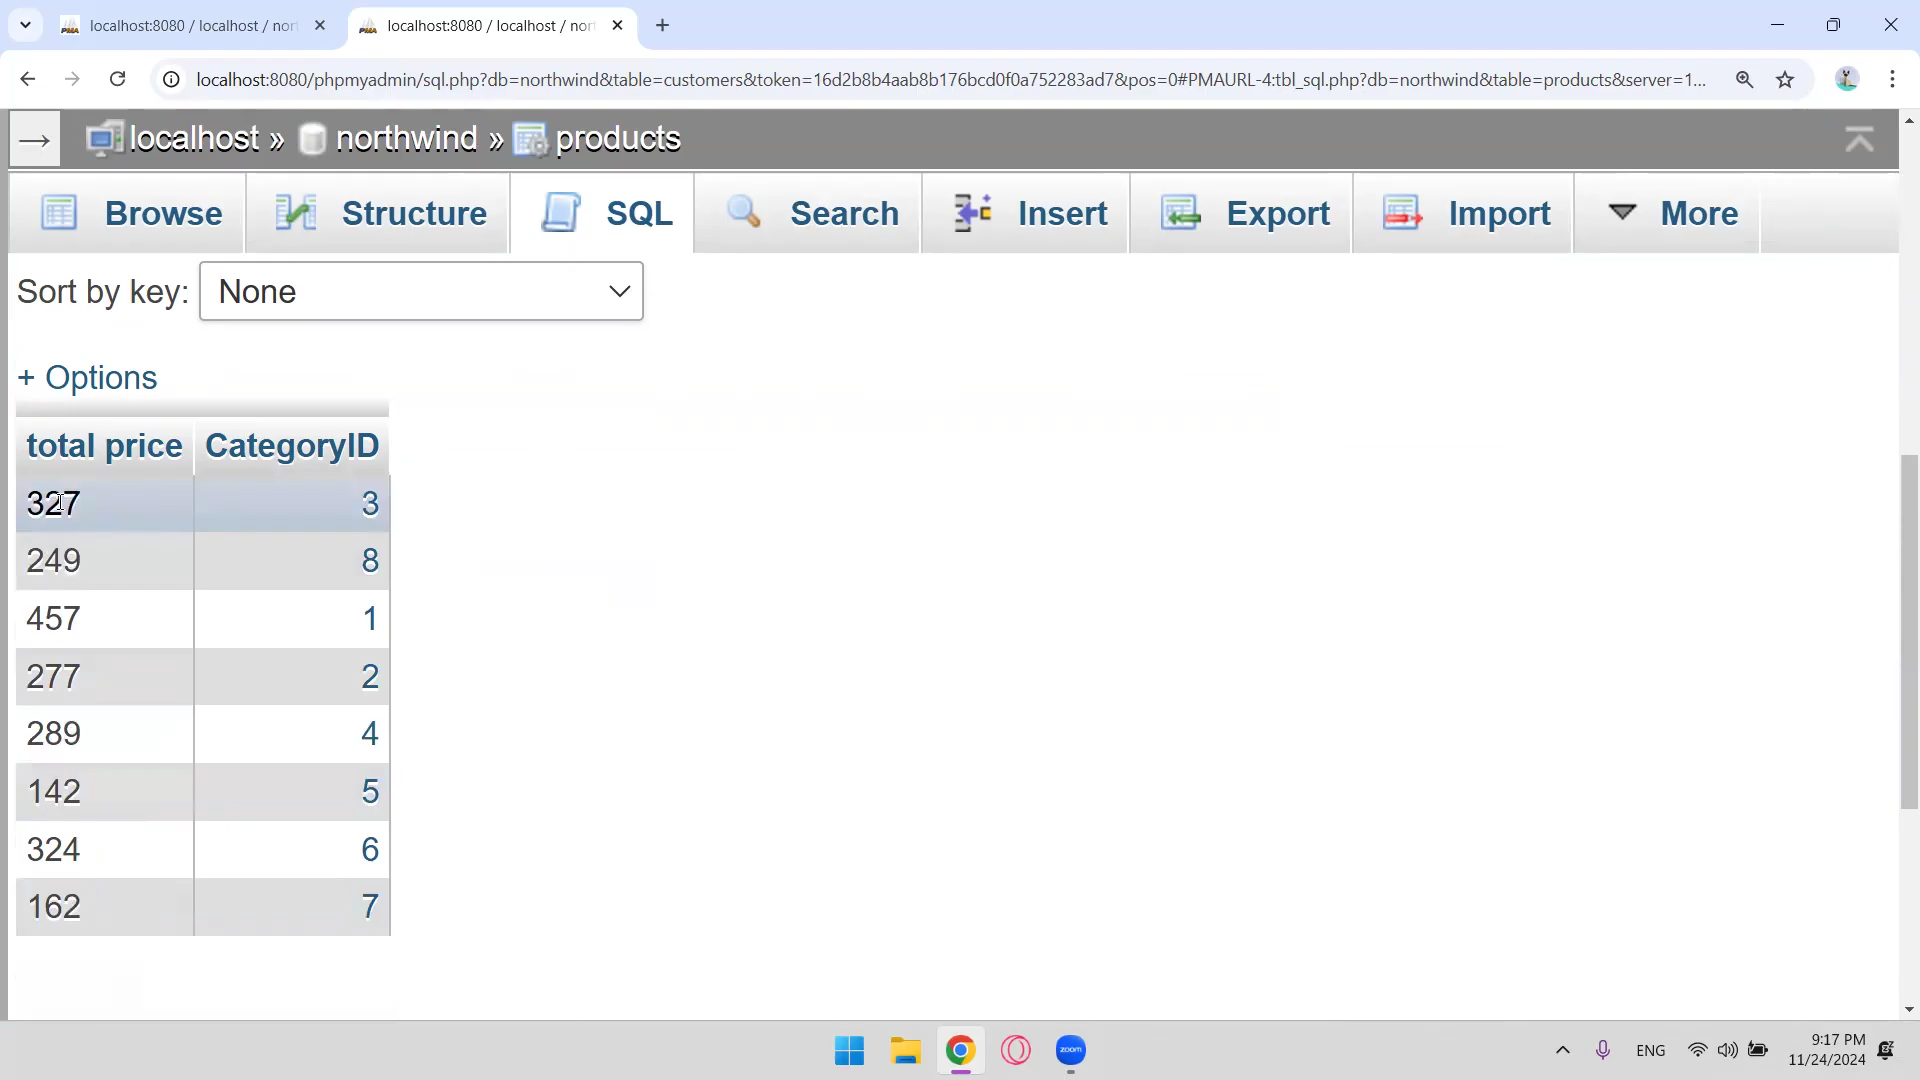 localhost:8080 / localhost / nor
localhost:8080 / localhost / nor
localhost:8080/phpmyadmin/sql.php?db=northwind&table=customers&token=16d2b8b4aab8b176bcd0f0a752283ad7&pos=0#PMAURL-4:tbl_sql.php?db=northwind&table=products&server=1...
localhost » northwind » products
Browse Structure SQL Search Insert Export Import More
Sort by key: None
+ Options
total price CategoryID
327 3
249 8
457 1
277 2
289 4
142 5
324 6
162 7
zoom
ENG
9:17 PM
11/24/2024